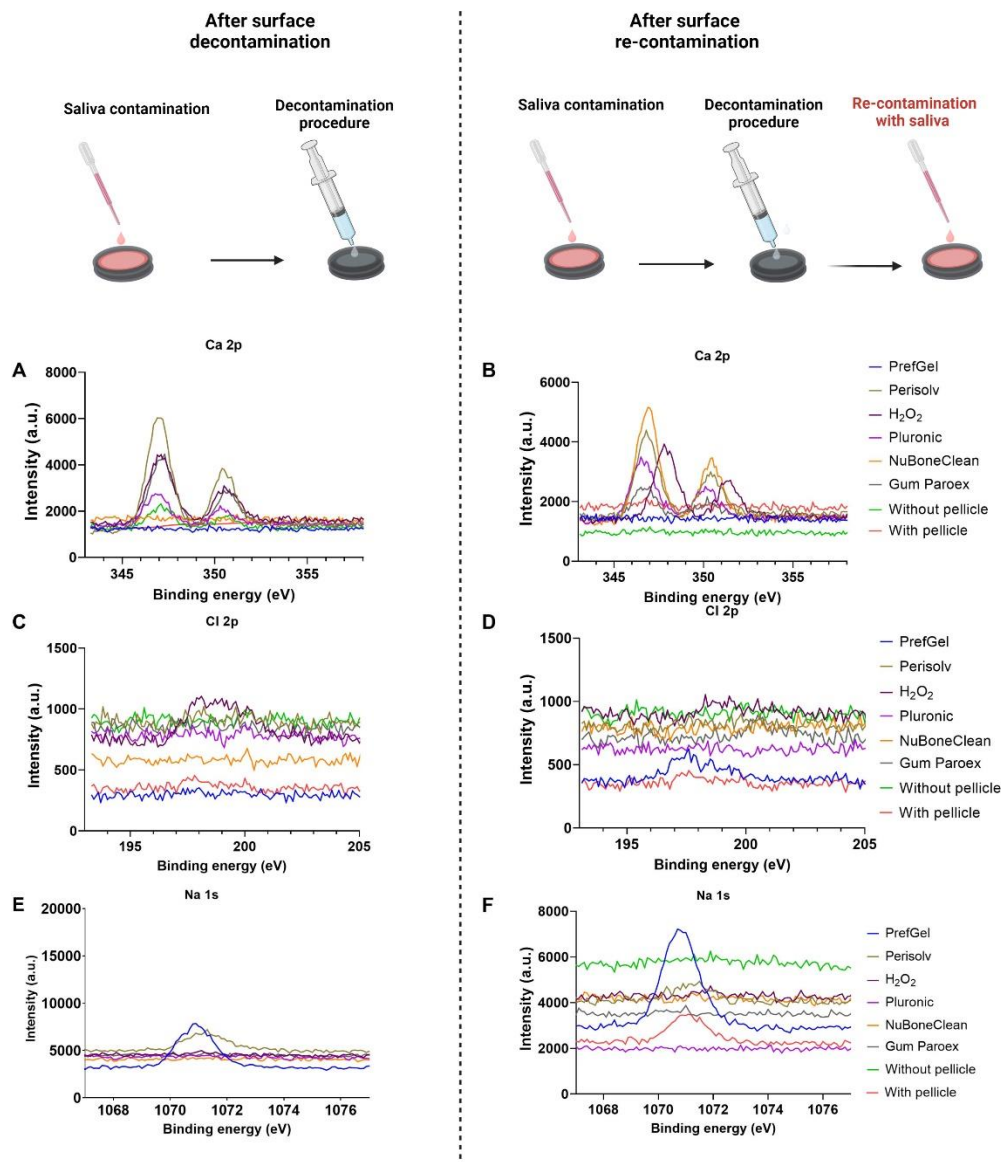 After surface
decontamination
After surface
re-contamination
Saliva contamination
Decontamination
procedure
Saliva contamination
Decontamination
procedure
Re-contamination
with saliva
A
Ca 2p
Intensity (a.u.)
8000
6000
4000
2000
0
345
350
355
Binding energy (eV)
B
Ca 2p
Intensity (a.u.)
6000
4000
2000
0
345
350
355
Binding energy (eV)
PrefGel
Perisolv
H₂O₂
Pluronic
NuBoneClean
Gum Paroex
Without pellicle
With pellicle
C
Cl 2p
Intensity (a.u.)
1500
1000
500
0
195
200
205
Binding energy (eV)
D
Cl 2p
Intensity (a.u.)
1500
1000
500
0
195
200
205
Binding energy (eV)
PrefGel
Perisolv
H₂O₂
Pluronic
NuBoneClean
Gum Paroex
Without pellicle
With pellicle
E
Na 1s
Intensity (a.u.)
20000
15000
10000
5000
0
1068
1070
1072
1074
1076
Binding energy (eV)
F
Na 1s
Intensity (a.u.)
8000
6000
4000
2000
0
1068
1070
1072
1074
1076
Binding energy (eV)
PrefGel
Perisolv
H₂O₂
Pluronic
NuBoneClean
Gum Paroex
Without pellicle
With pellicle